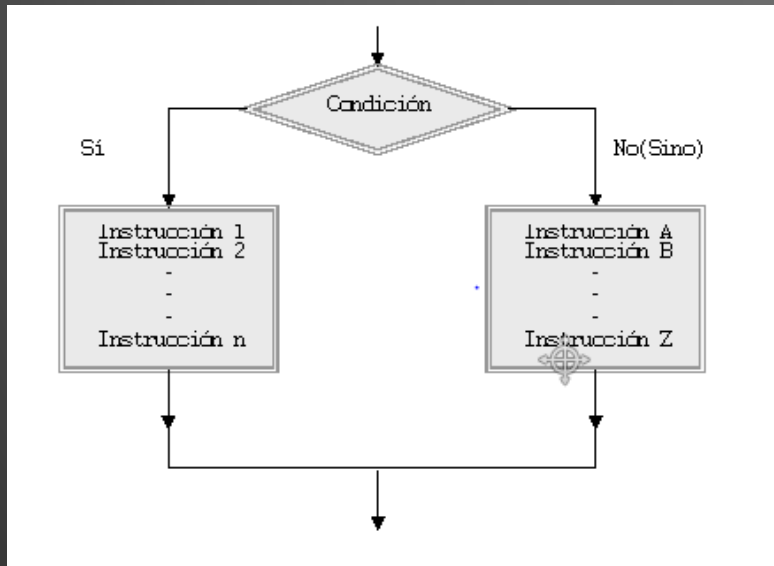 Condición
Sí
No(Sino)
Instrucción 1
Instrucción 2
-
-
-
Instrucción n
Instrucción A
Instrucción B
-
-
-
Instrucción Z